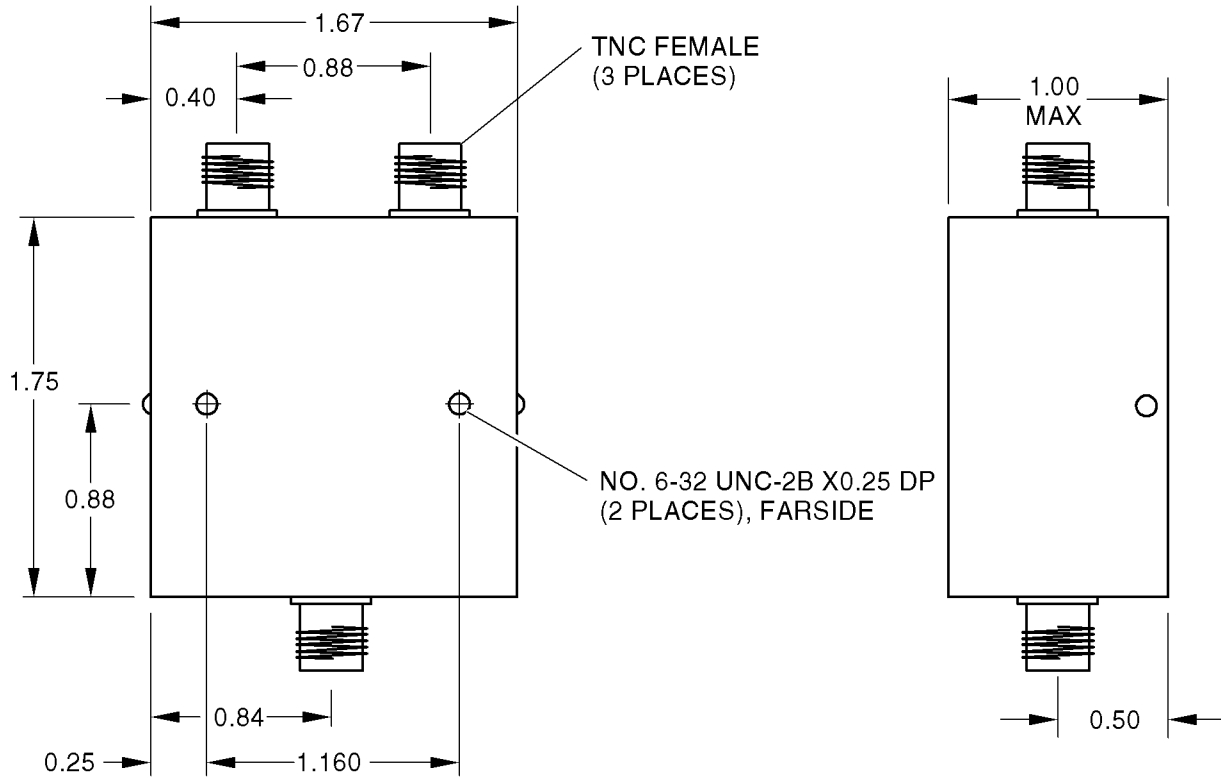 1.67
TNC FEMALE
(3 PLACES)
0.88
0.40
1.00
MAX
1.75
0.88
NO. 6-32 UNC-2B X0.25 DP
(2 PLACES), FARSIDE
0.84
0.50
0.25
1.160